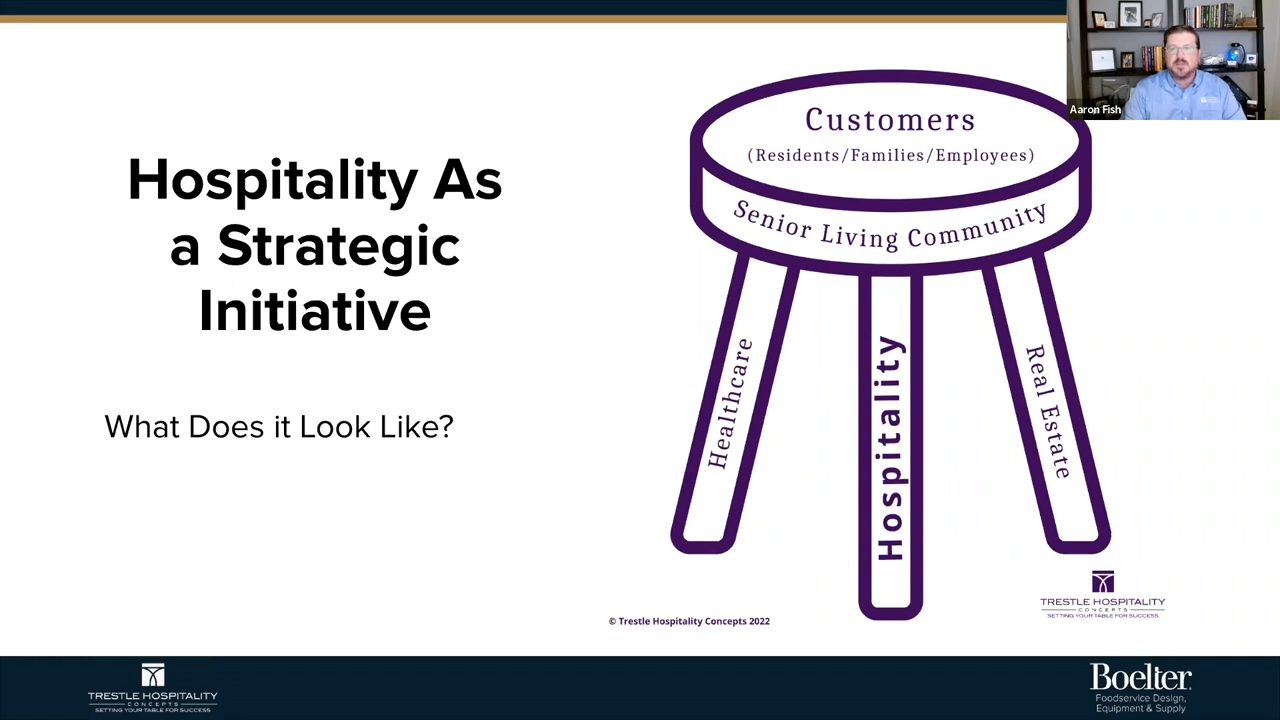 Aaron Fish
Hospitality As
a Strategic
Initiative
What Does it Look Like?
Customers
(Residents/Families/Employees)
Senior Living Community
Healthcare
Hospitality
Real Estate
TRESTLE HOSPITALITY
CONCEPTS
SETTING YOUR TABLE FOR SUCCESS
© Trestle Hospitality Concepts 2022
TRESTLE HOSPITALITY
CONCEPTS
SETTING YOUR TABLE FOR SUCCESS
Boelter
Foodservice Design,
Equipment & Supply